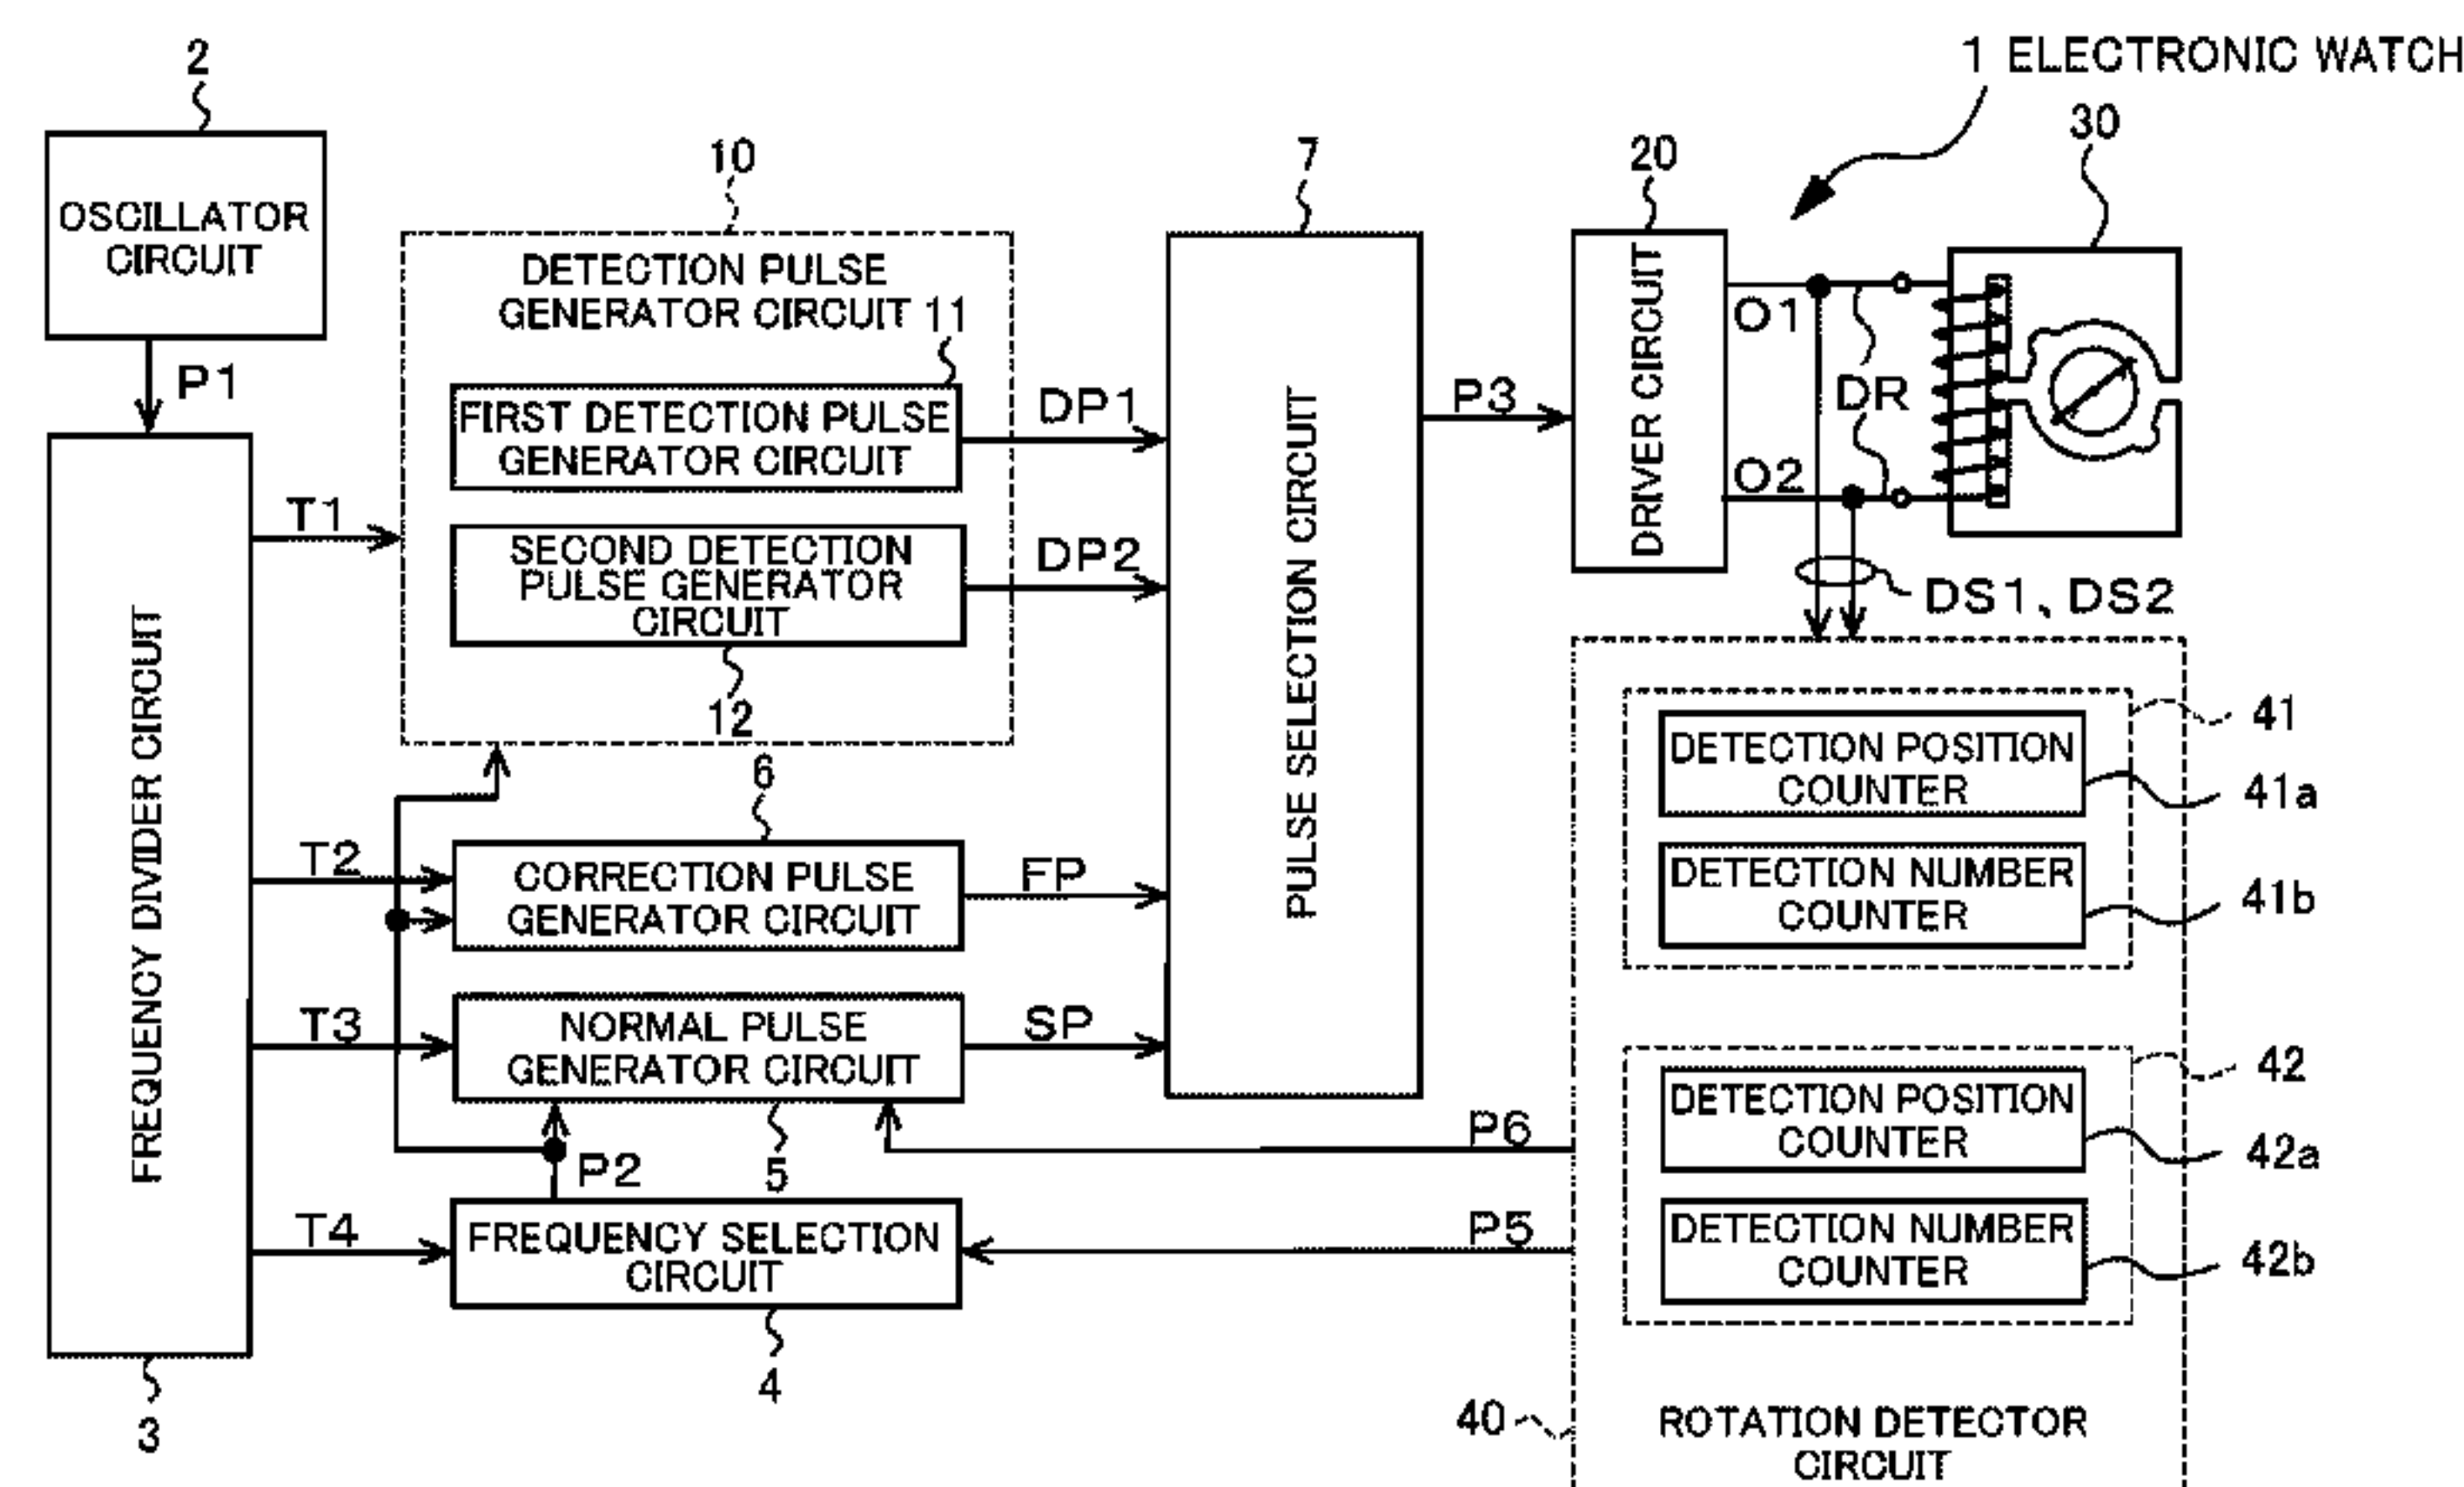 1 ELECTRONIC WATCH
2
OSCILLATOR
CIRCUIT
P1
FREQUENCY DIVIDER CIRCUIT
3
T1
T2
T3
T4
10
DETECTION PULSE
GENERATOR CIRCUIT 11
FIRST DETECTION PULSE
GENERATOR CIRCUIT
SECOND DETECTION
PULSE GENERATOR
CIRCUIT
12
DP1
DP2
6
CORRECTION PULSE
GENERATOR CIRCUIT
FP
NORMAL PULSE
GENERATOR CIRCUIT
SP
5
P2
FREQUENCY SELECTION
CIRCUIT
4
P6
P5
7
PULSE SELECTION CIRCUIT
P3
20
DRIVER CIRCUIT
O1
O2
DR
30
DS1、DS2
41
DETECTION POSITION
COUNTER
41a
DETECTION NUMBER
COUNTER
41b
42
DETECTION POSITION
COUNTER
42a
DETECTION NUMBER
COUNTER
42b
40
ROTATION DETECTOR
CIRCUIT